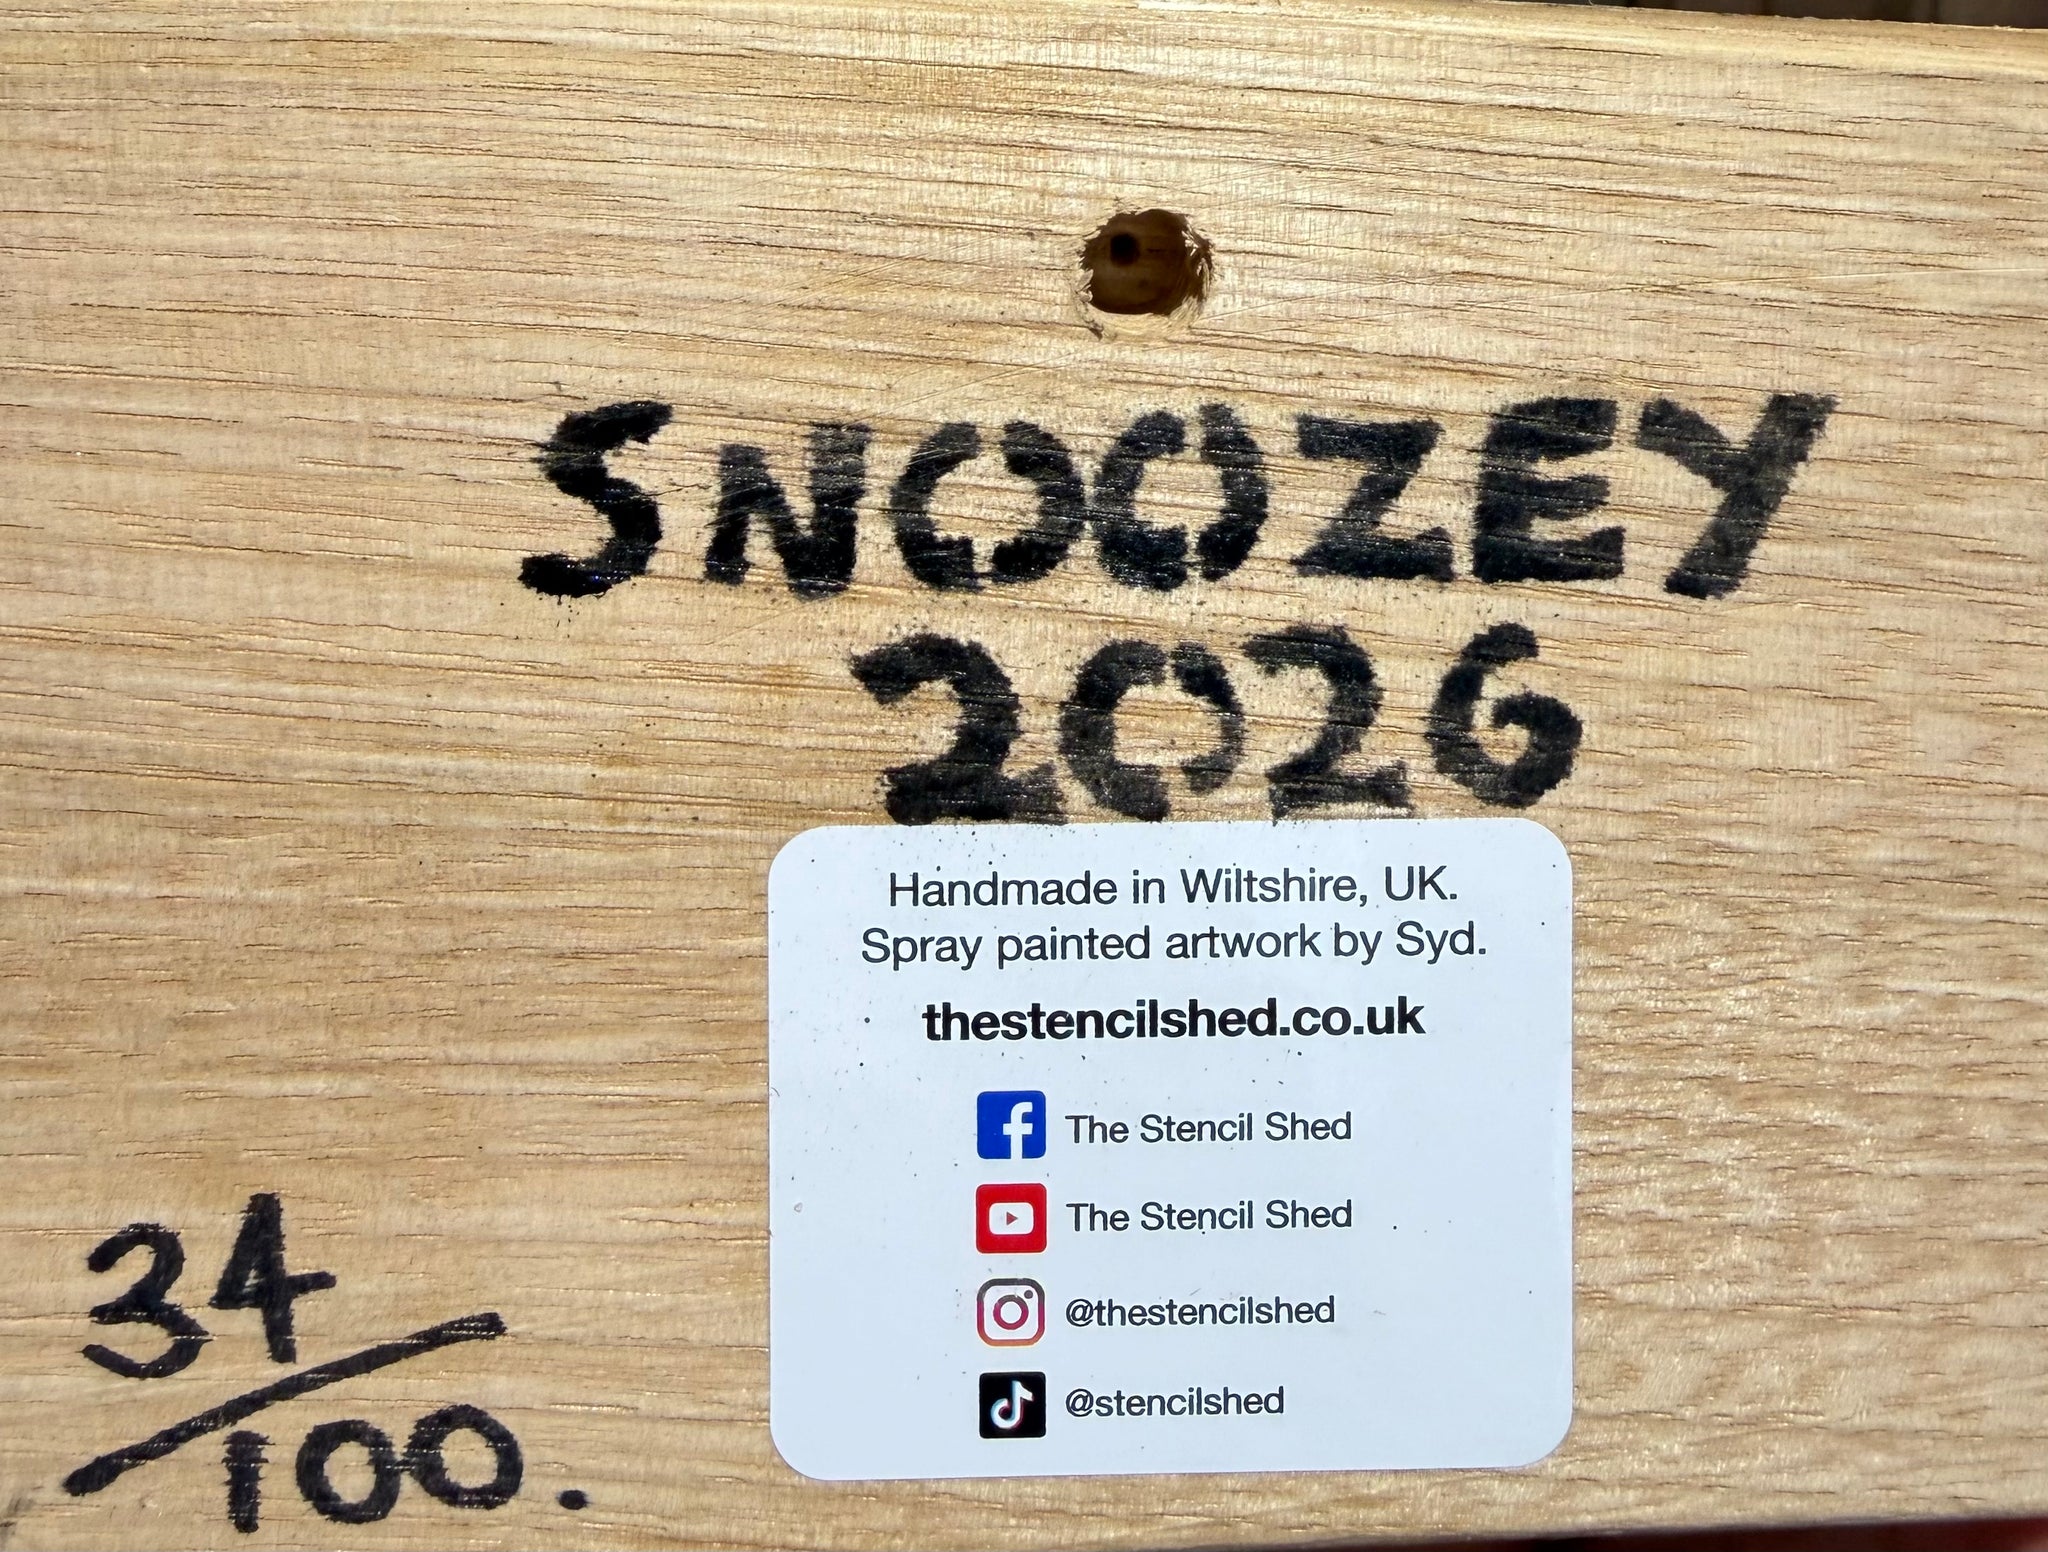 SNOOZEY
2026
Handmade in Wiltshire, UK.
Spray painted artwork by Syd.
thestencilshed.co.uk
The Stencil Shed
The Stencil Shed
@thestencilshed
@stencilshed
34/100.